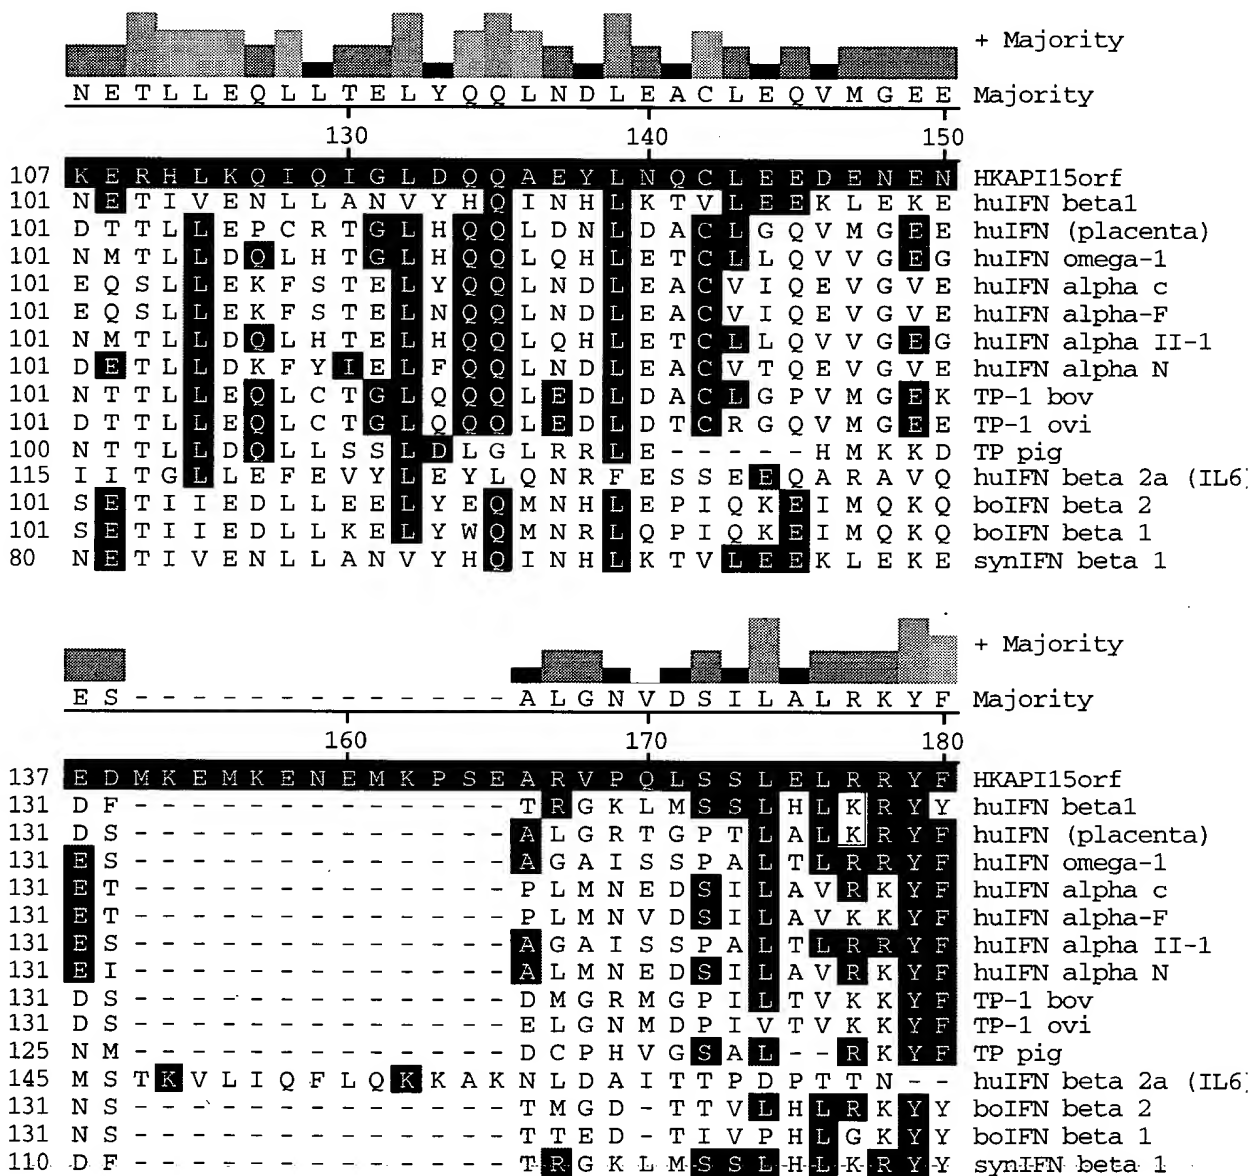 + Majority
N E T L L E Q L L T E L Y Q Q L N D L E A C L E Q V M G E E Majority
130 140 150
107 K E R H L K Q I Q I G L D Q Q A E Y L N Q C L E E D E N E N HKAPI15orf
101 N E T I V E N L L A N V Y H Q I N H L K T V L E E K L E K E huIFN beta1
101 D T T L L E P C R T G L H Q Q L D N L D A C L G Q V M G E E huIFN (placenta)
101 N M T L L D Q L H T G L H Q Q L Q H L E T C L L Q V V G E G huIFN omega-1
101 E Q S L L E K F S T E L Y Q Q L N D L E A C V I Q E V G V E huIFN alpha c
101 E Q S L L E K F S T E L N Q Q L N D L E A C V I Q E V G V E huIFN alpha-F
101 N M T L L D Q L H T E L H Q Q L Q H L E T C L L Q V V G E G huIFN alpha II-1
101 D E T L L D K F Y I E L F Q Q L N D L E A C V T Q E V G V E huIFN alpha N
101 N T T L L E Q L C T G L Q Q Q L E D L D A C L G P V M G E K TP-1 bov
101 D T T L L E Q L C T G L Q Q Q L E D L D T C R G Q V M G E E TP-1 ovi
100 N T T L L D Q L L S S L D L G L R R L E - - - - - H M K K D TP pig
115 I I T G L L E F E V Y L E Y L Q N R F E S S E E Q A R A V Q huIFN beta 2a (IL6)
101 S E T I I E D L L E E L Y E Q M N H L E P I Q K E I M Q K Q boIFN beta 2
101 S E T I I E D L L K E L Y W Q M N R L Q P I Q K E I M Q K Q boIFN beta 1
80 N E T I V E N L L A N V Y H Q I N H L K T V L E E K L E K E synIFN beta 1
+ Majority
E S - - - - - - - - - - - - - A L G N V D S I L A L R K Y F Majority
160 170 180
137 E D M K E M K E N E M K P S E A R V P Q L S S L E L R R Y F HKAPI15orf
131 D F - - - - - - - - - - - - - T R G K L M S S L H L K R Y Y huIFN beta1
131 D S - - - - - - - - - - - - - A L G R T G P T L A L K R Y F huIFN (placenta)
131 E S - - - - - - - - - - - - - A G A I S S P A L T L R R Y F huIFN omega-1
131 E T - - - - - - - - - - - - - P L M N E D S I L A V R K Y F huIFN alpha c
131 E T - - - - - - - - - - - - - P L M N V D S I L A V K K Y F huIFN alpha-F
131 E S - - - - - - - - - - - - - A G A I S S P A L T L R R Y F huIFN alpha II-1
131 E I - - - - - - - - - - - - - A L M N E D S I L A V R K Y F huIFN alpha N
131 D S - - - - - - - - - - - - - D M G R M G P I L T V K K Y F TP-1 bov
131 D S - - - - - - - - - - - - - E L G N M D P I V T V K K Y F TP-1 ovi
125 N M - - - - - - - - - - - - - D C P H V G S A L - - R K Y F TP pig
145 M S T K V L I Q F L Q K K A K N L D A I T T P D P T T N - - huIFN beta 2a (IL6)
131 N S - - - - - - - - - - - - - T M G D - T T V L H L R K Y Y boIFN beta 2
131 N S - - - - - - - - - - - - - T T E D - T I V P H L G K Y Y boIFN beta 1
110 D F - - - - - - - - - - - - - T R G K L M S S L H L K R Y Y synIFN beta 1